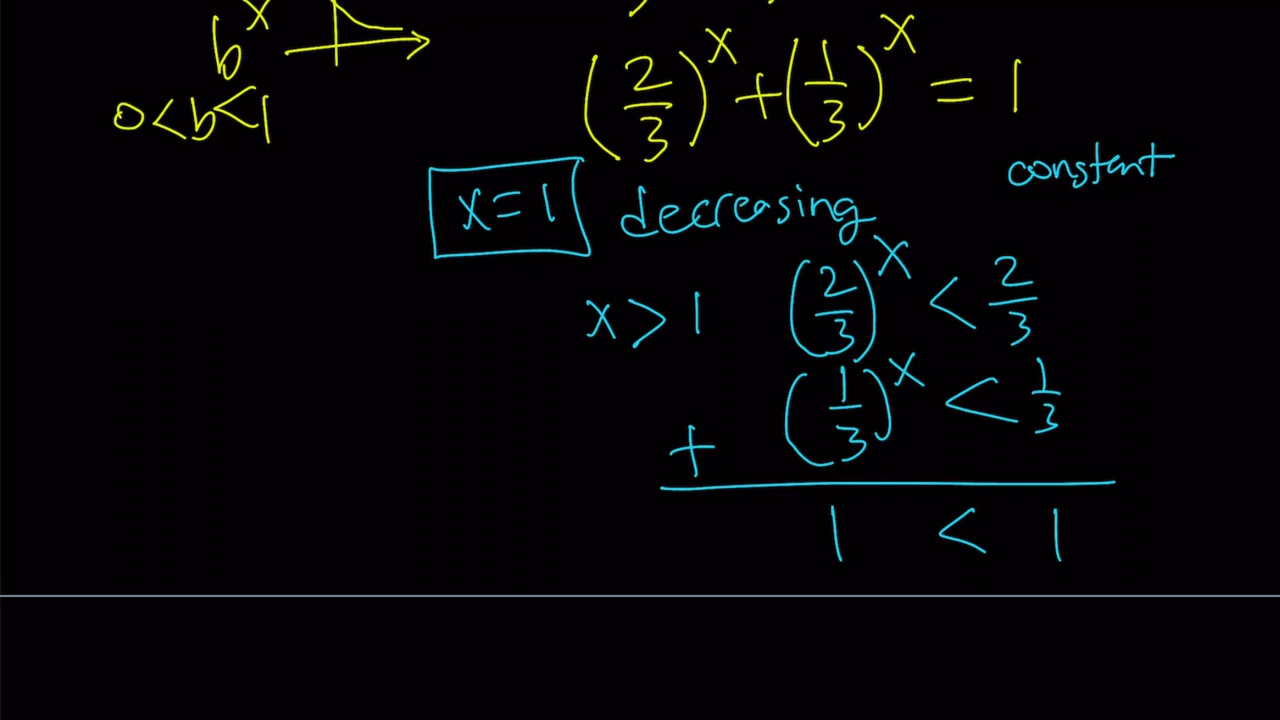 b^x
0<b<1
(2/3)^x + (1/3)^x = 1
constant
x=1 decreasing
x>1 (2/3)^x < 2/3
+ (1/3)^x < 1/3
1 < 1